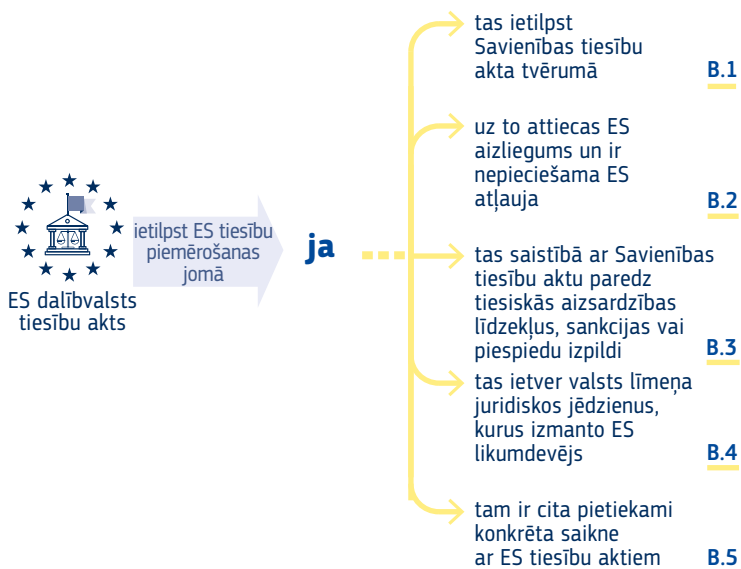 ES dalībvalsts
tiesību akts
ietilpst ES tiesību
piemērošanas
jomā
ja
tas ietilpst
Savienības tiesību
akta tvērumā
B.1
uz to attiecas ES
aizliegums un ir
nepieciešama ES
atļauja
B.2
tas saistībā ar Savienības
tiesību aktu paredz
tiesiskās aizsardzības
līdzekļus, sankcijas vai
piespiedu izpildi
B.3
tas ietver valsts līmeņa
juridiskos jēdzienus,
kurus izmanto ES
likumdevējs
B.4
tam ir cita pietiekami
konkrēta saikne
ar ES tiesību aktiem
B.5